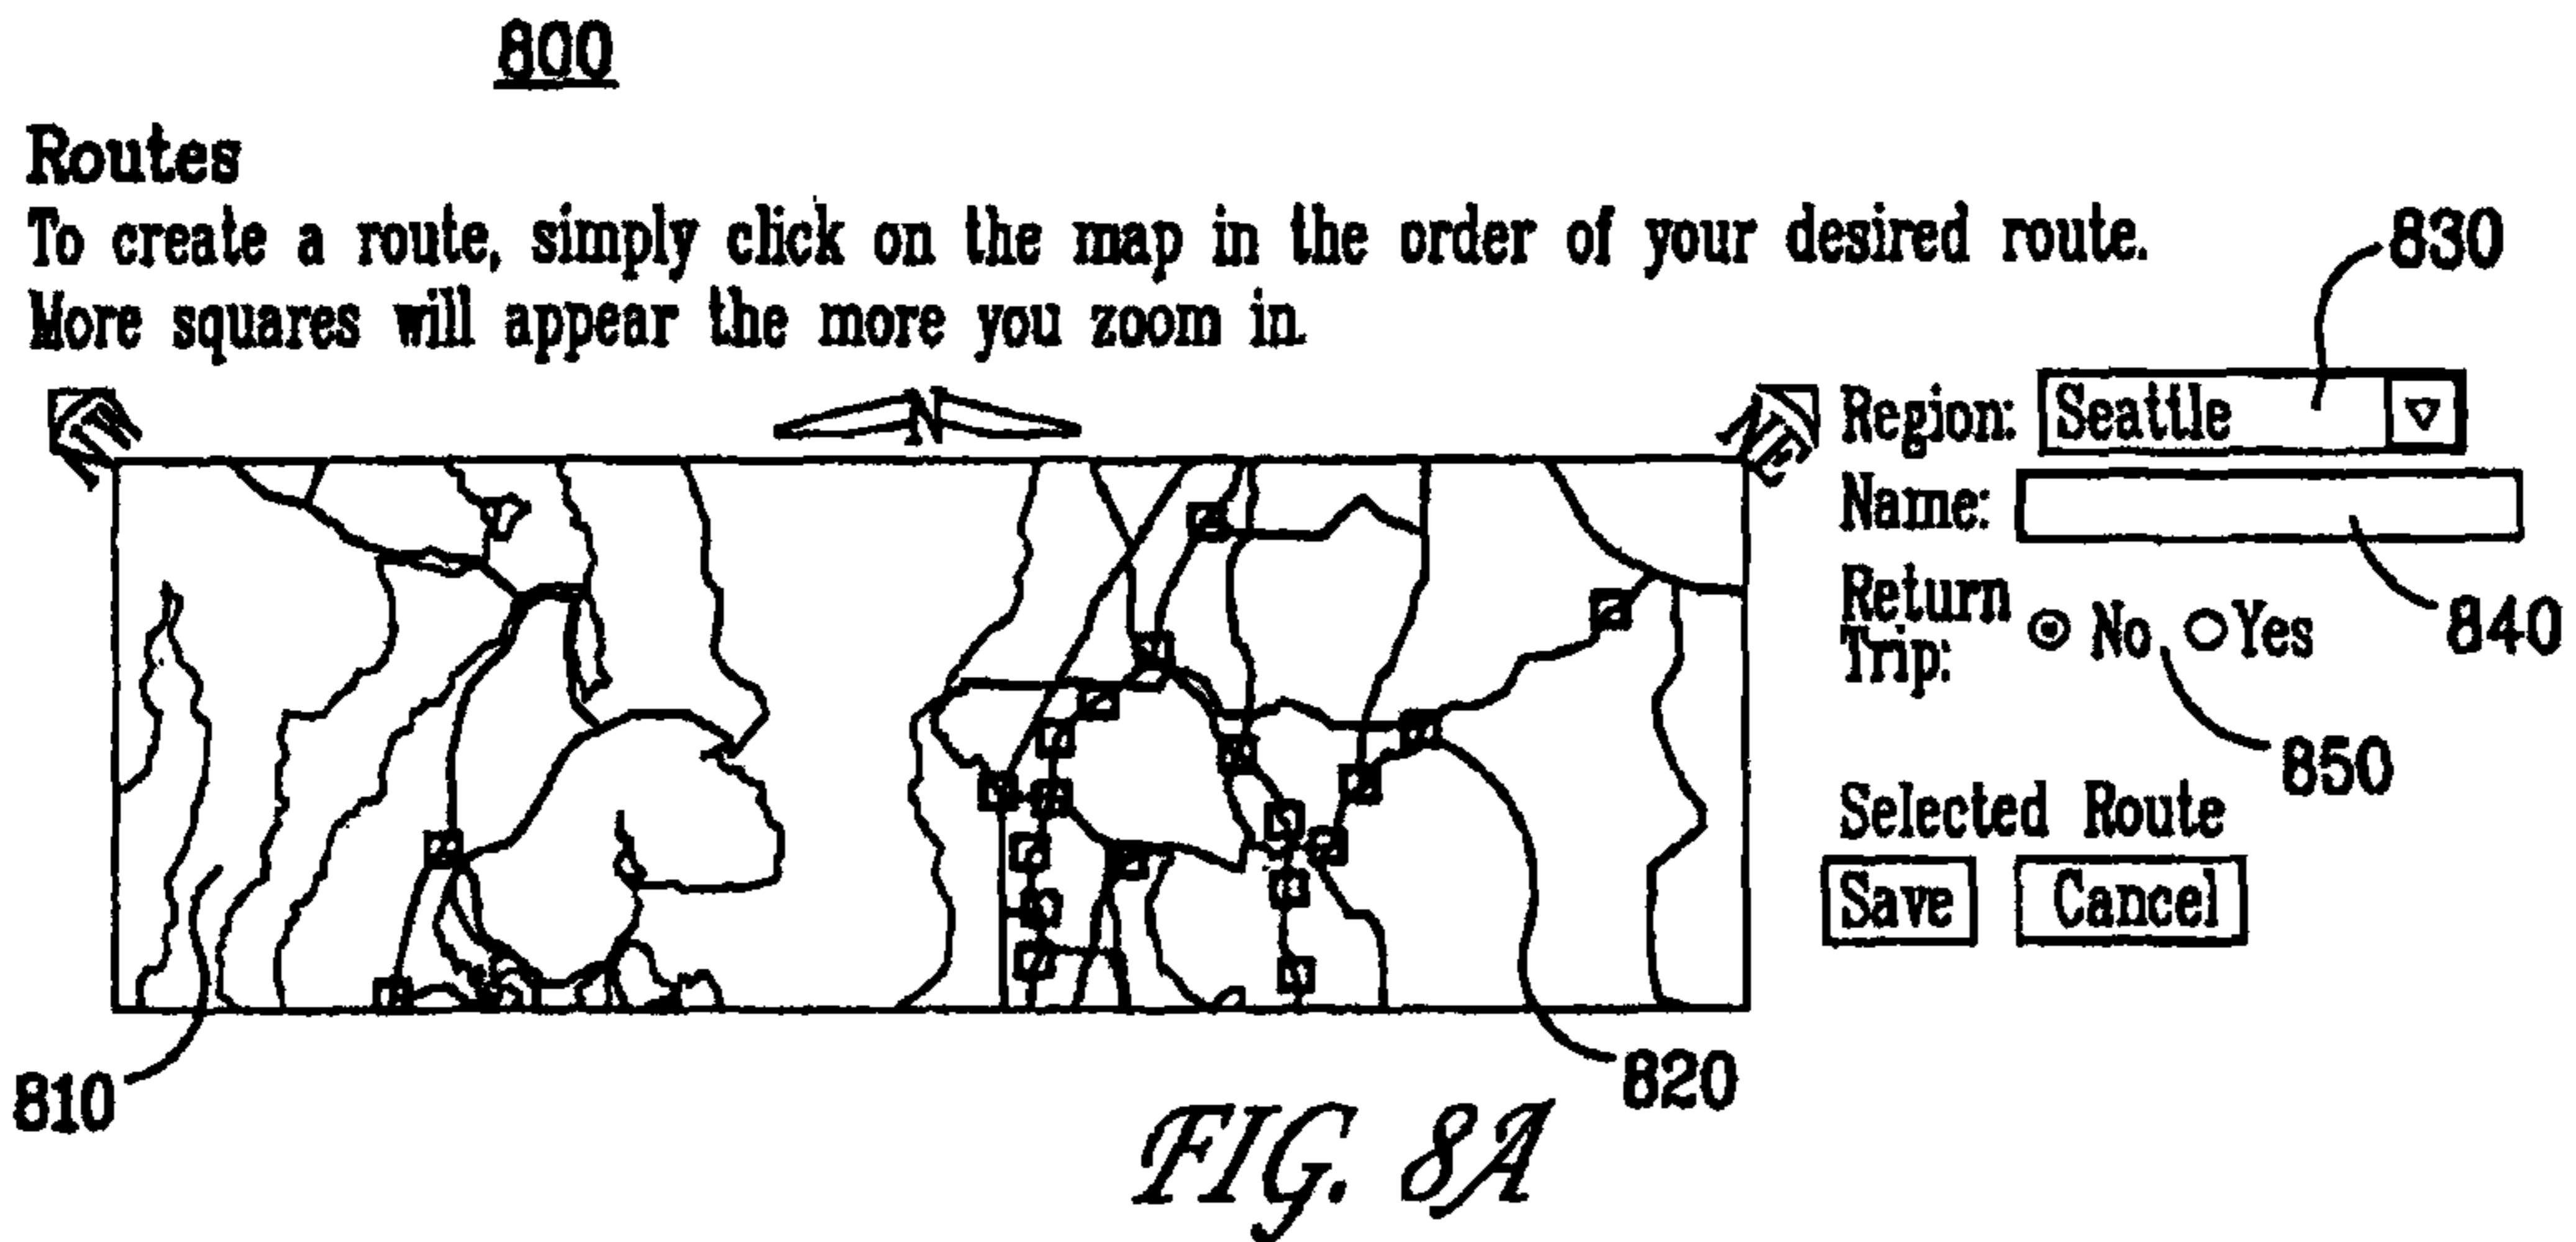 800
Routes
To create a route, simply click on the map in the order of your desired route.
More squares will appear the more you zoom in.
830
N
NE
Region: Seattle
Name:
840
Return
Trip:
No
Yes
850
Selected Route
Save Cancel
810
820
FIG. 8A